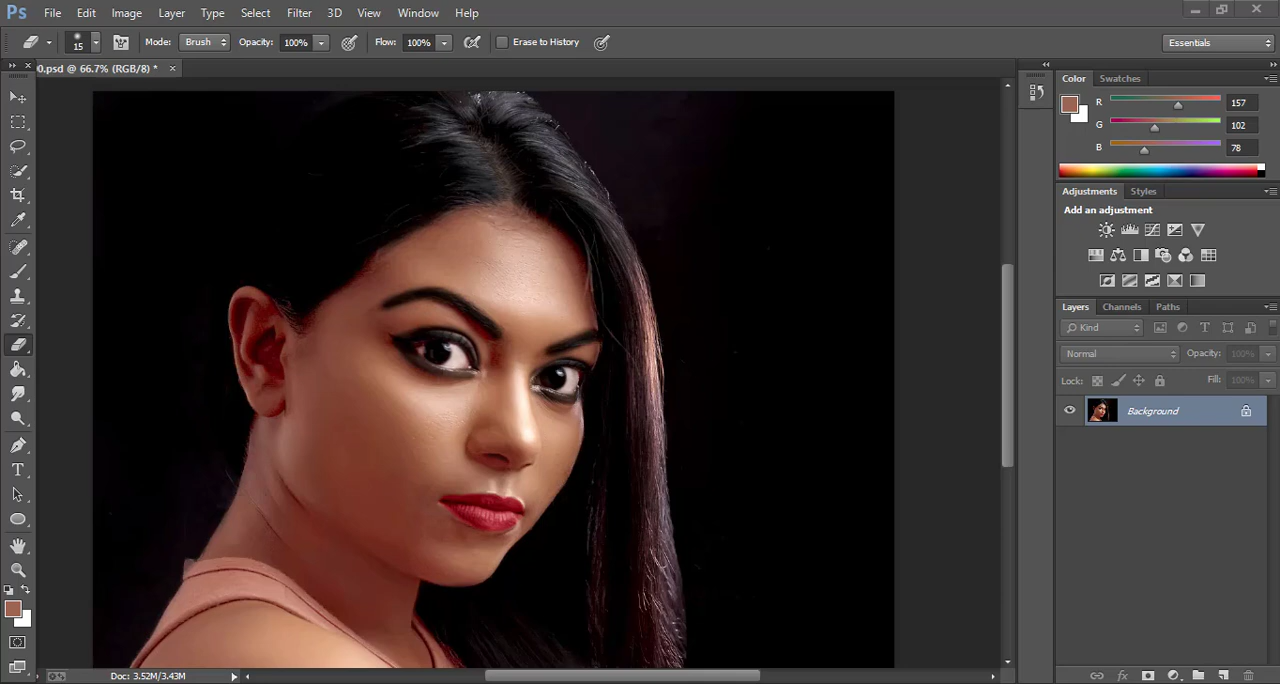 Ps File Edit Image Layer Type Select Filter 3D View Window Help
15 Mode: Brush Opacity: 100% Flow: 100% Erase to History Essentials
0.psd @ 66.7% (RGB/8) * ×
Color Swatches
R 157
G 102
B 78
Adjustments Styles
Add an adjustment
Layers Channels Paths
Kind T
Normal Opacity: 100%
Lock: Fill: 100%
Background
T
Doc: 3.52M/3.43M
fx